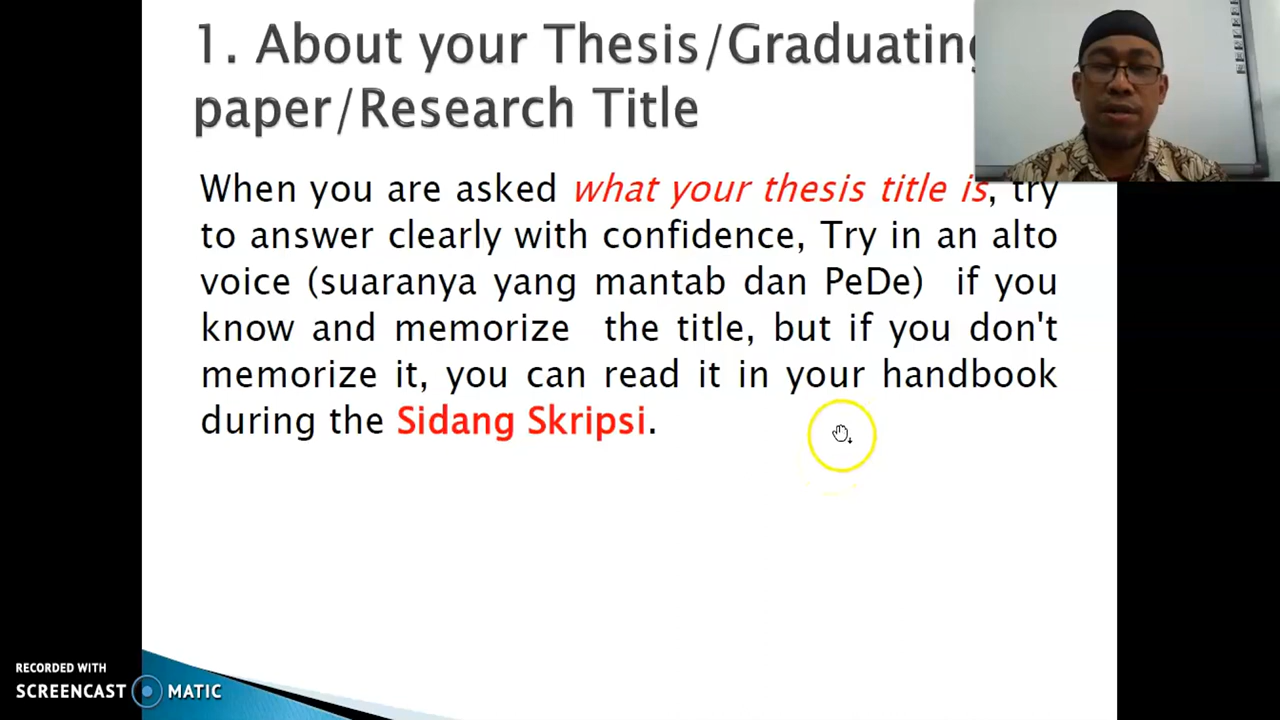 1. About your Thesis/Graduating
paper/Research Title
When you are asked what your thesis title is, try
to answer clearly with confidence, Try in an alto
voice (suaranya yang mantab dan PeDe) if you
know and memorize the title, but if you don't
memorize it, you can read it in your handbook
during the Sidang Skripsi.
RECORDED WITH
SCREENCAST MATIC